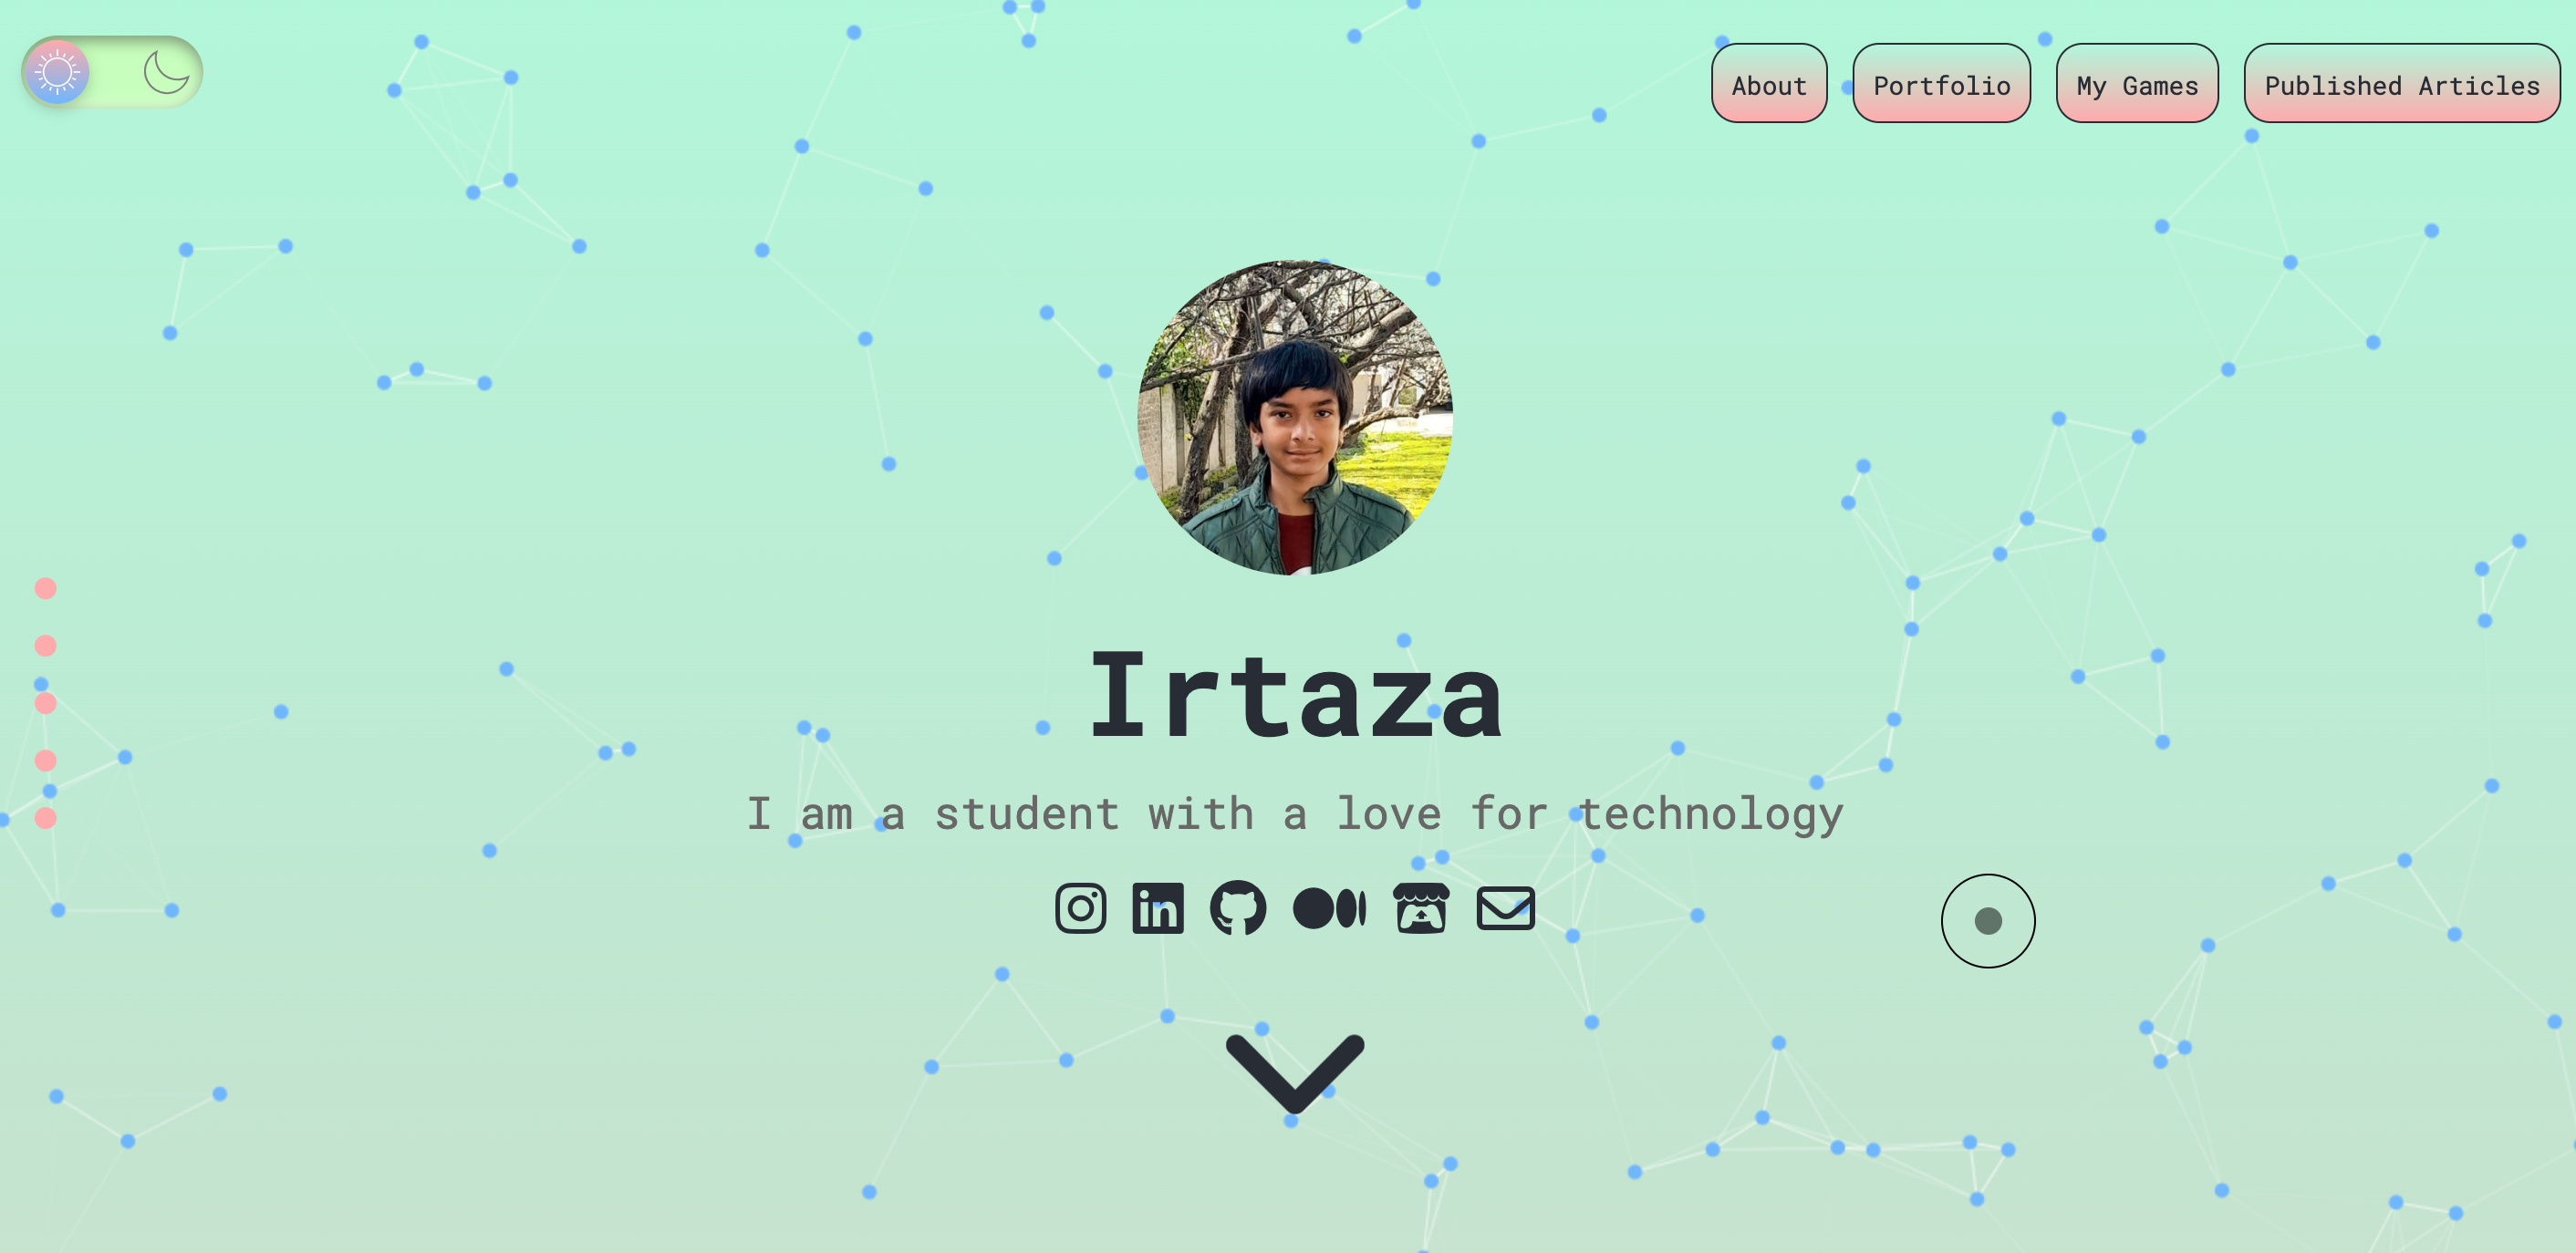 About
Portfolio
My Games
Published Articles
Irtaza
I am a student with a love for technology